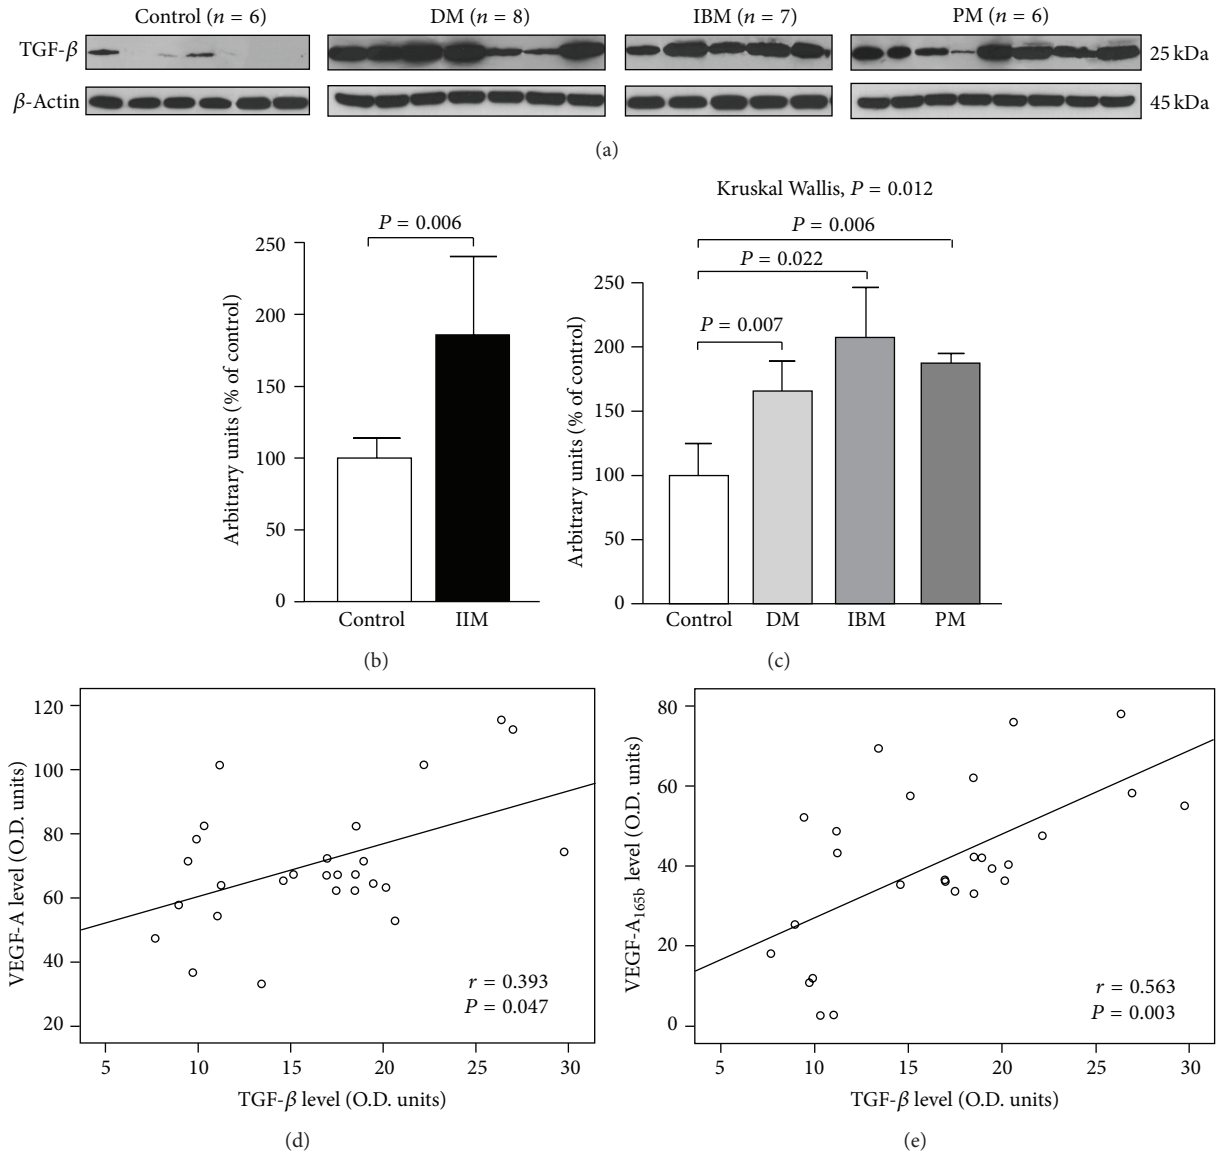 Control (n = 6) DM (n = 8) IBM (n = 7) PM (n = 6)
TGF-β 25 kDa
β-Actin 45 kDa
(a)
Kruskal Wallis, P = 0.012
P = 0.006
P = 0.006
P = 0.022
P = 0.007
Arbitrary units (% of control)
250
200
150
100
50
0
Control IIM
(b)
Arbitrary units (% of control)
250
200
150
100
50
0
Control DM IBM PM
(c)
VEGF-A level (O.D. units)
120
100
80
60
40
20
r = 0.393
P = 0.047
5 10 15 20 25 30
TGF-β level (O.D. units)
(d)
VEGF-A165b level (O.D. units)
80
60
40
20
0
r = 0.563
P = 0.003
5 10 15 20 25 30
TGF-β level (O.D. units)
(e)